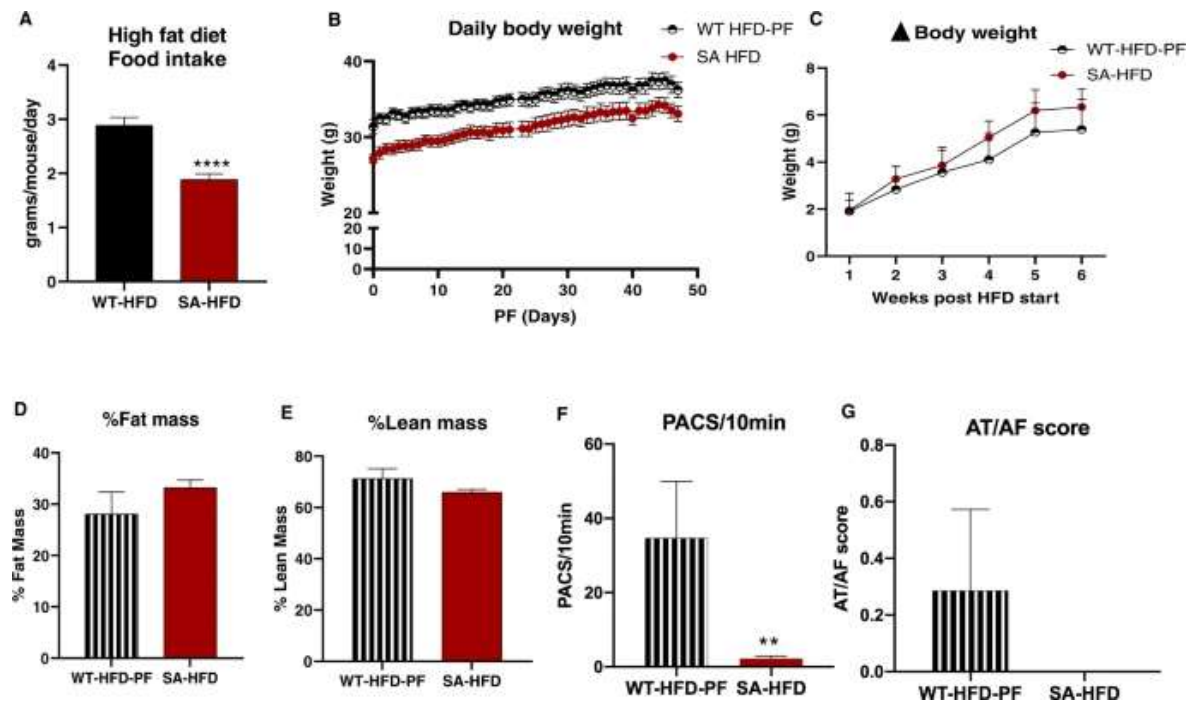 A
High fat diet
Food intake
grams/mouse/day
4
3
2
1
0
****
WT-HFD
SA-HFD
B
Daily body weight
WT HFD-PF
SA HFD
Weight (g)
40
30
20
20
10
0
0
10
20
30
40
50
PF (Days)
C
▲Body weight
WT-HFD-PF
SA-HFD
Weight (g)
8
6
4
2
0
1
2
3
4
5
6
Weeks post HFD start
D
%Fat mass
% Fat Mass
40
30
20
10
0
WT-HFD-PF
SA-HFD
E
%Lean mass
% Lean Mass
80
60
40
20
0
WT-HFD-PF
SA-HFD
F
PACS/10min
PACS/10min
60
40
20
0
**
WT-HFD-PF
SA-HFD
G
AT/AF score
AT/AF score
0.8
0.6
0.4
0.2
0.0
WT-HFD-PF
SA-HFD